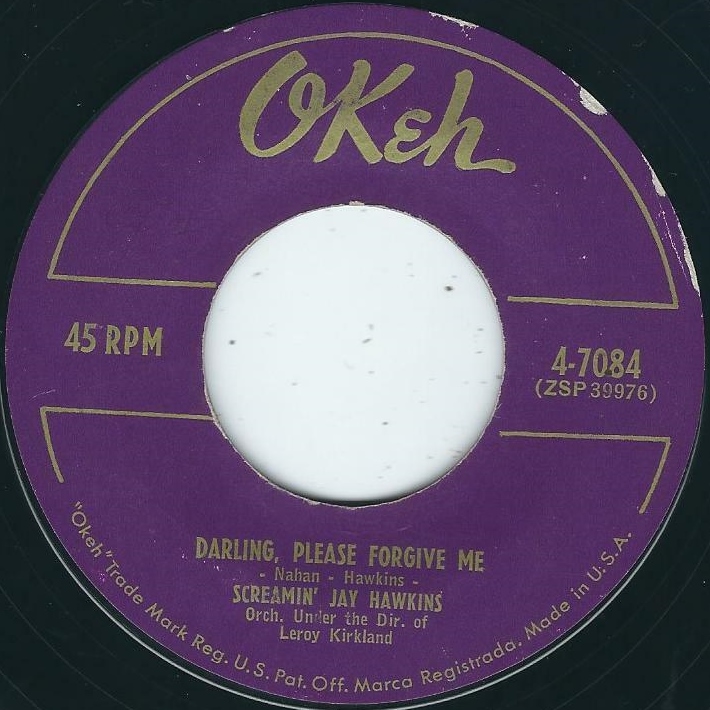 OKeh
45 RPM
4-7084
(ZSP 39976)
DARLING, PLEASE FORGIVE ME
- Nahan - Hawkins -
SCREAMIN' JAY HAWKINS
Orch. Under the Dir. of
Leroy Kirkland
"Okeh" Trade Mark Reg. U.S. Pat. Off. Marca Registrada. Made in U.S.A.